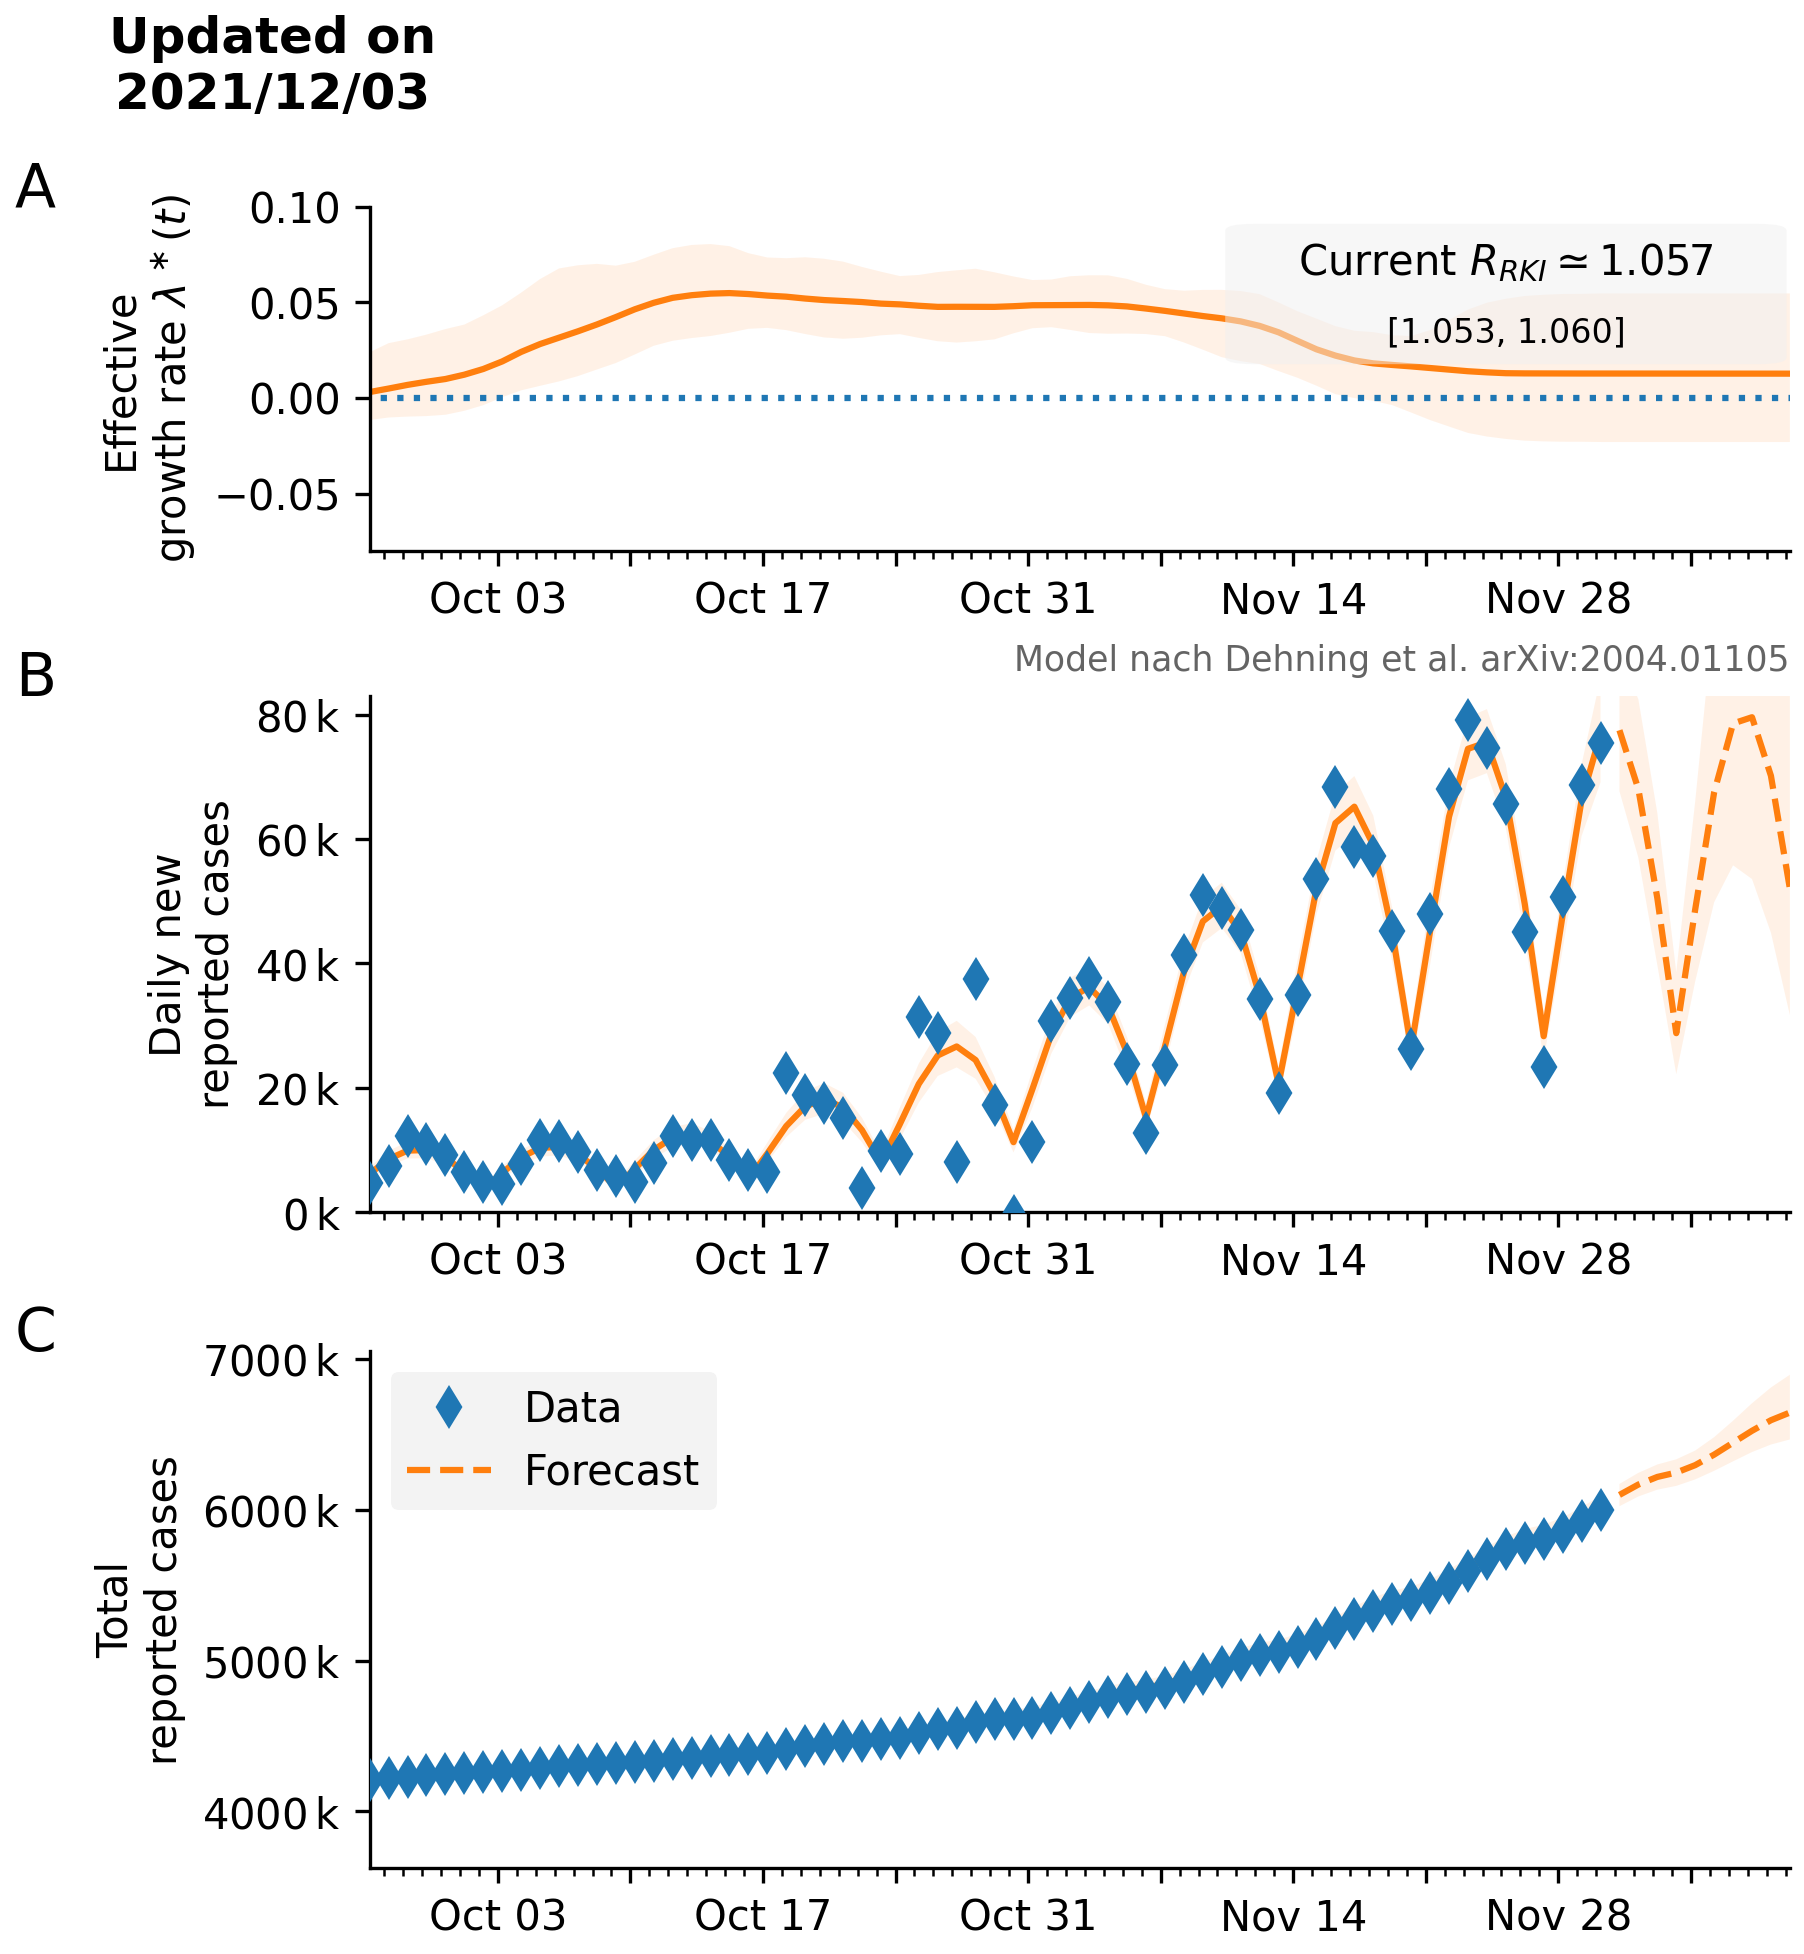 Updated on
2021/12/03
A
Effective
growth rate λ * (t)
0.10
0.05
0.00
−0.05
Current R_RKI ≃ 1.057
[1.053, 1.060]
Oct 03
Oct 17
Oct 31
Nov 14
Nov 28
B
Model nach Dehning et al. arXiv:2004.01105
Daily new
reported cases
80 k
60 k
40 k
20 k
0 k
Oct 03
Oct 17
Oct 31
Nov 14
Nov 28
C
Total
reported cases
7000 k
6000 k
5000 k
4000 k
Data
Forecast
Oct 03
Oct 17
Oct 31
Nov 14
Nov 28